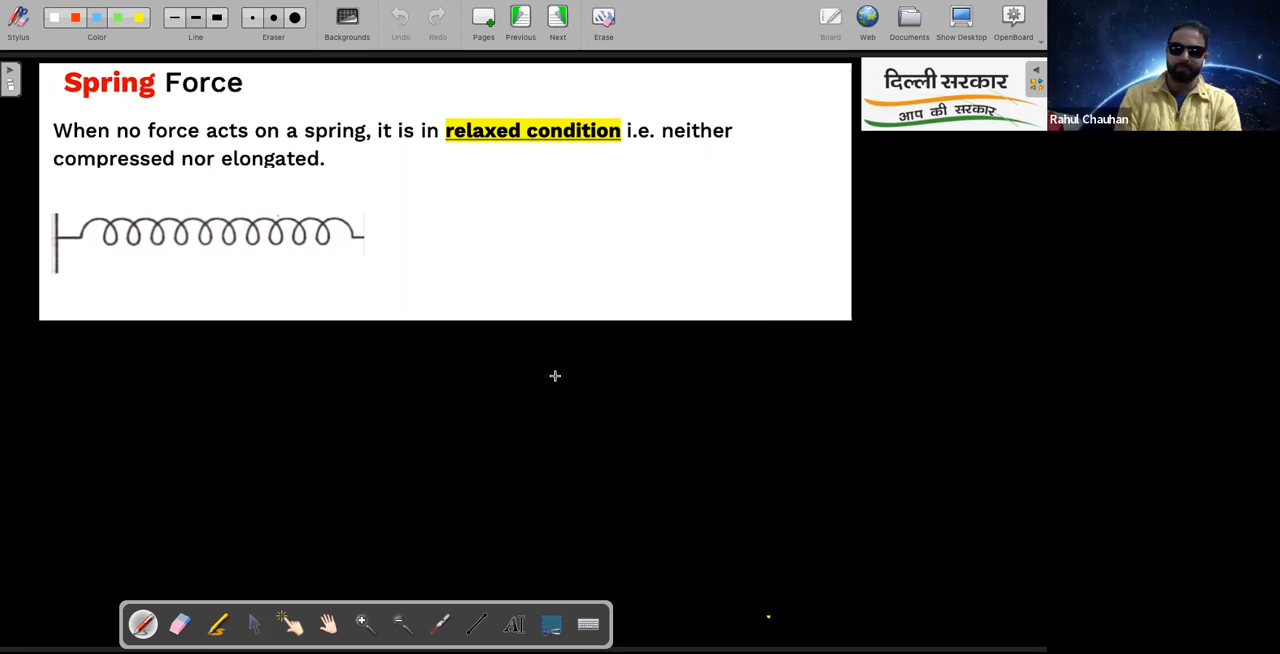 Stylus
Color
Line
Eraser
Backgrounds
Undo
Redo
Pages
Previous
Next
Erase
Board
Web
Documents
Show Desktop
OpenBoard
Spring Force
When no force acts on a spring, it is in relaxed condition i.e. neither
compressed nor elongated.
दिल्ली सरकार
आप की सरकार
Rahul Chauhan
AI